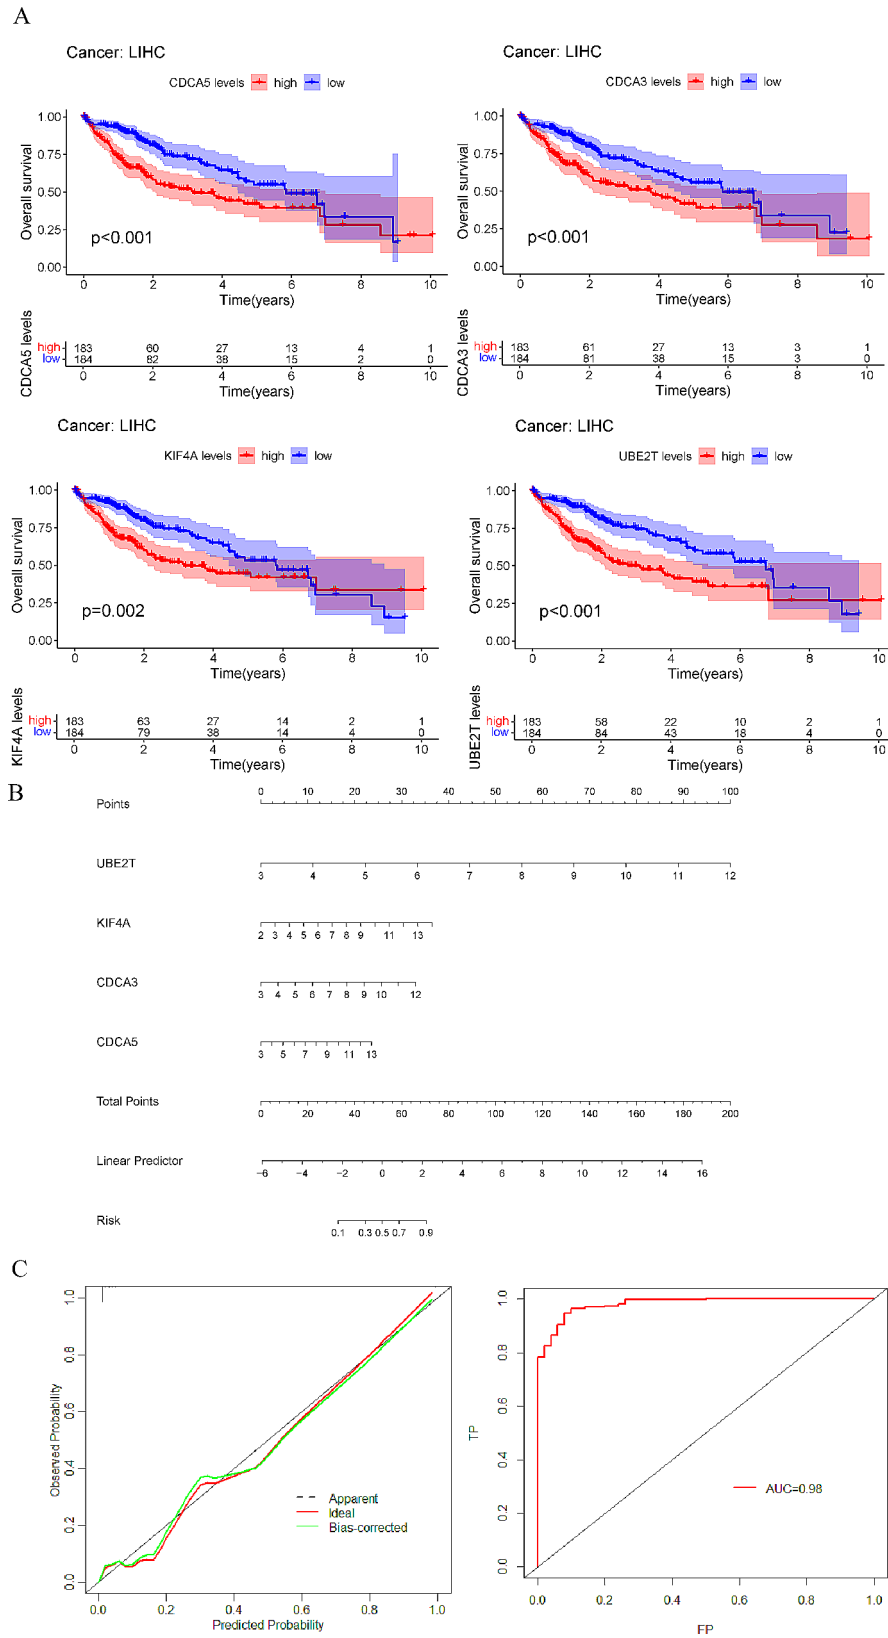 A
Cancer: LIHC
CDCA5 levels high low
Overall survival
1.00
0.75
0.50
0.25
0.00
p<0.001
0 2 4 6 8 10
Time(years)
CDCA5 levels
high 183 60 27 13 4 1
low 184 82 38 15 2 0
0 2 4 6 8 10
Time(years)
Cancer: LIHC
CDCA3 levels high low
Overall survival
1.00
0.75
0.50
0.25
0.00
p<0.001
0 2 4 6 8 10
Time(years)
CDCA3 levels
high 183 61 27 13 3 1
low 184 81 38 15 3 0
0 2 4 6 8 10
Time(years)
Cancer: LIHC
KIF4A levels high low
Overall survival
1.00
0.75
0.50
0.25
0.00
p=0.002
0 2 4 6 8 10
Time(years)
KIF4A levels
high 183 63 27 14 2 1
low 184 79 38 14 4 0
0 2 4 6 8 10
Time(years)
Cancer: LIHC
UBE2T levels high low
Overall survival
1.00
0.75
0.50
0.25
0.00
p<0.001
0 2 4 6 8 10
Time(years)
UBE2T levels
high 183 58 22 10 2 1
low 184 84 43 18 4 0
0 2 4 6 8 10
Time(years)
B
0 10 20 30 40 50 60 70 80 90 100
Points
UBE2T
3 4 5 6 7 8 9 10 11 12
KIF4A
2 3 4 5 6 7 8 9 11 13
CDCA3
3 4 5 6 7 8 9 10 12
CDCA5
3 5 7 9 11 13
Total Points
0 20 40 60 80 100 120 140 160 180 200
Linear Predictor
−6 −4 −2 0 2 4 6 8 10 12 14 16
Risk
0.1 0.3 0.5 0.7 0.9
C
Observed Probability
1.0
0.8
0.6
0.4
0.2
0.0
Apparent
Ideal
Bias-corrected
0.0 0.2 0.4 0.6 0.8 1.0
Predicted Probability
TP
1.0
0.8
0.6
0.4
0.2
0.0
AUC=0.98
0.0 0.2 0.4 0.6 0.8 1.0
FP